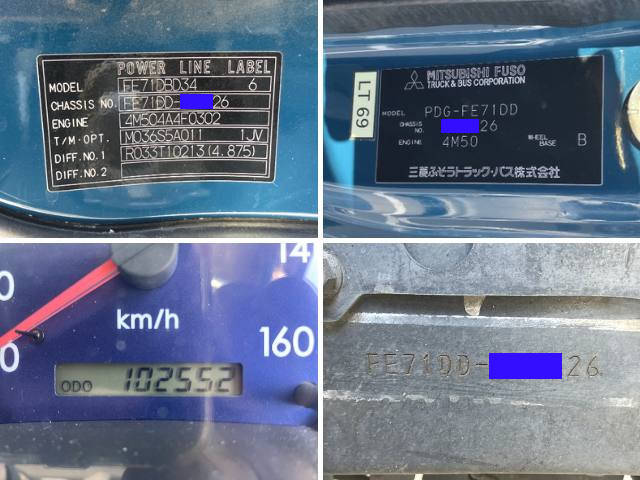 POWER LINE LABEL
MODEL FE71DBD34 6
CHASSIS NO. FE71DD- 26
ENGINE 4M504A4F0302
T/M·OPT. M036S5A011 1JV
DIFF.NO.1 R033T10213(4.875)
DIFF.NO.2
LT69
MITSUBISHI FUSO
TRUCK & BUS CORPORATION
MODEL PDG-FE71DD
CHASSIS NO. 26
ENGINE 4M50 WHEEL BASE B
三菱ふそうトラック・バス株式会社
14
0
km/h
160
0
ODO 102552
FE71DD- 26